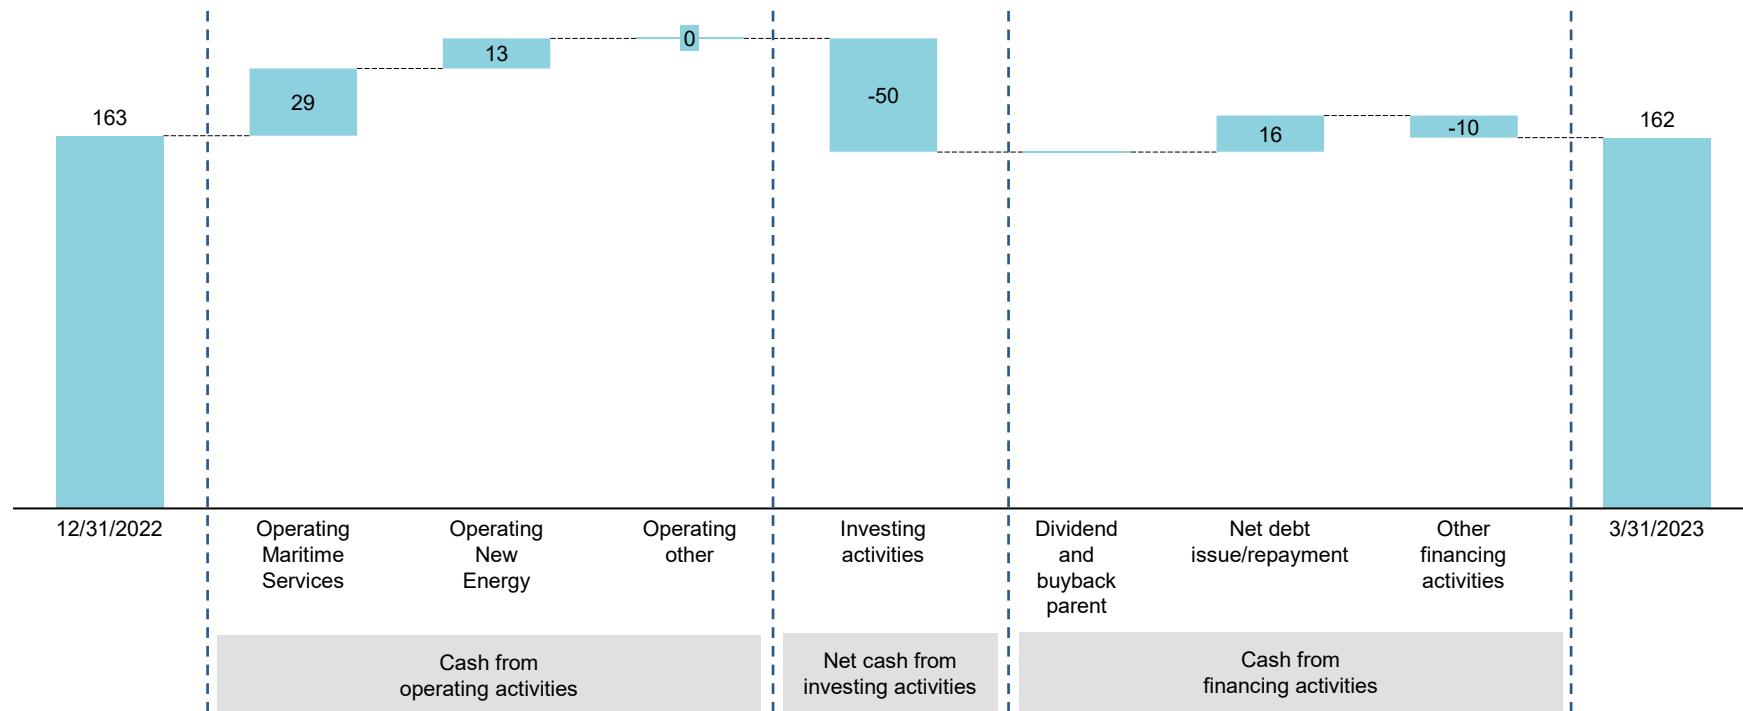 163
29
13
0
-50
16
-10
162
12/31/2022
Operating
Maritime
Services
Operating
New
Energy
Operating
other
Investing
activities
Dividend
and
buyback
parent
Net debt
issue/repayment
Other
financing
activities
3/31/2023
Cash from
operating activities
Net cash from
investing activities
Cash from
financing activities